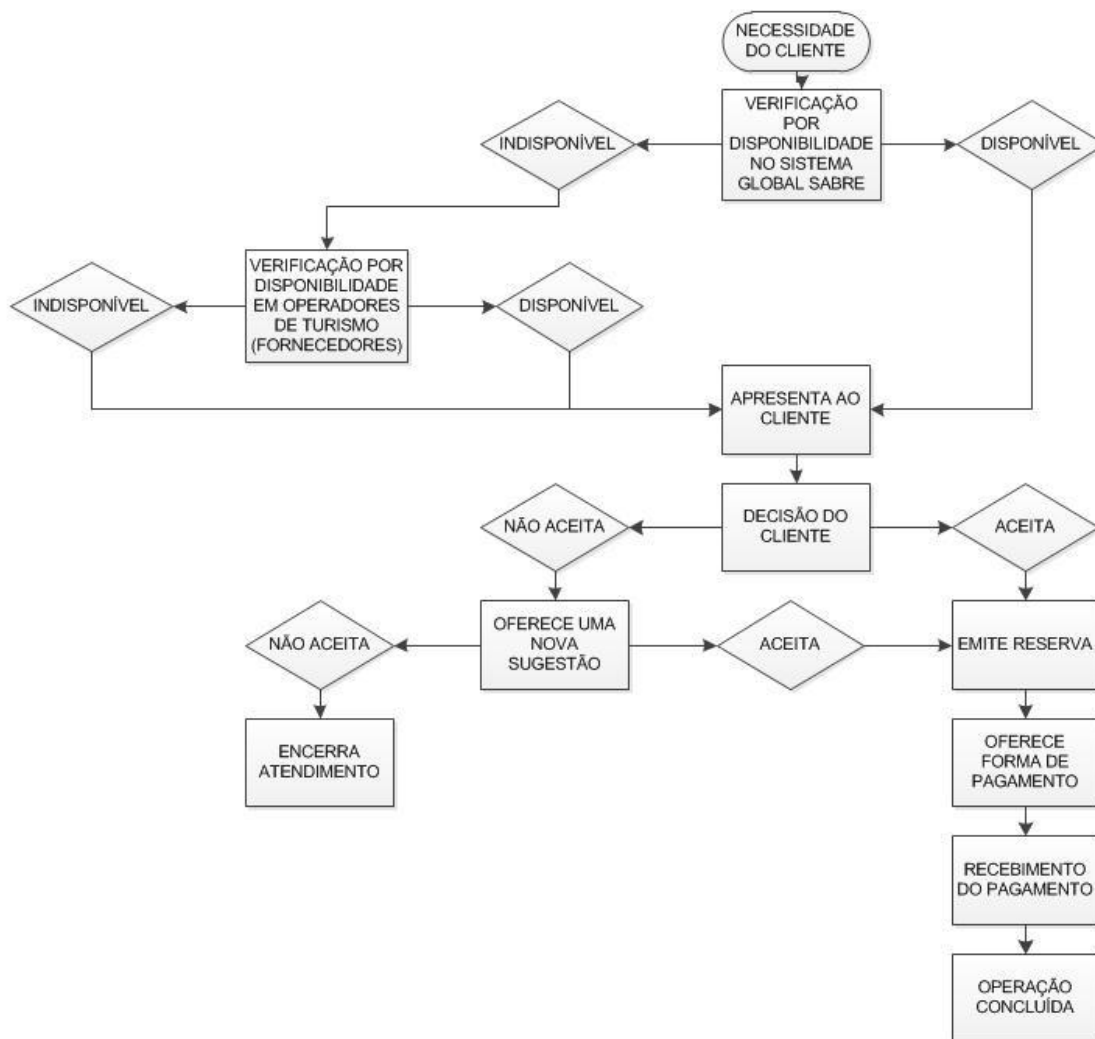 NECESSIDADE
DO CLIENTE
VERIFICAÇÃO
POR
DISPONIBILIDADE
NO SISTEMA
GLOBAL SABRE
INDISPONÍVEL
DISPONÍVEL
VERIFICAÇÃO POR
DISPONIBILIDADE
EM OPERADORES
DE TURISMO
(FORNECEDORES)
INDISPONÍVEL
DISPONÍVEL
APRESENTA AO
CLIENTE
DECISÃO DO
CLIENTE
NÃO ACEITA
ACEITA
OFERECE UMA
NOVA
SUGESTÃO
NÃO ACEITA
ACEITA
EMITE RESERVA
ENCERRA
ATENDIMENTO
OFERECE
FORMA DE
PAGAMENTO
RECEBIMENTO
DO PAGAMENTO
OPERAÇÃO
CONCLUÍDA